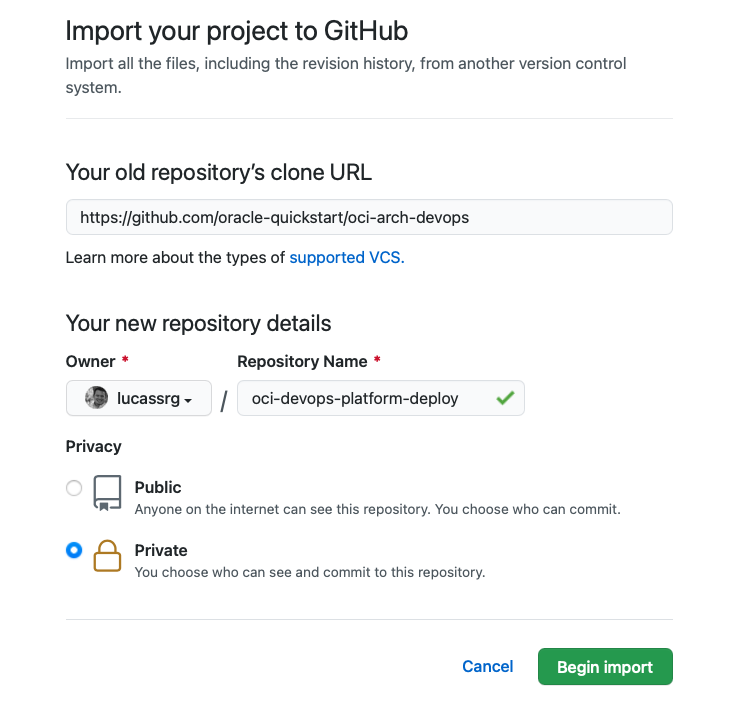 Import your project to GitHub
Import all the files, including the revision history, from another version control
system.
Your old repository’s clone URL
https://github.com/oracle-quickstart/oci-arch-devops
Learn more about the types of supported VCS.
Your new repository details
Owner * Repository Name *
lucassrg / oci-devops-platform-deploy
Privacy
Public
Anyone on the internet can see this repository. You choose who can commit.
Private
You choose who can see and commit to this repository.
Cancel Begin import